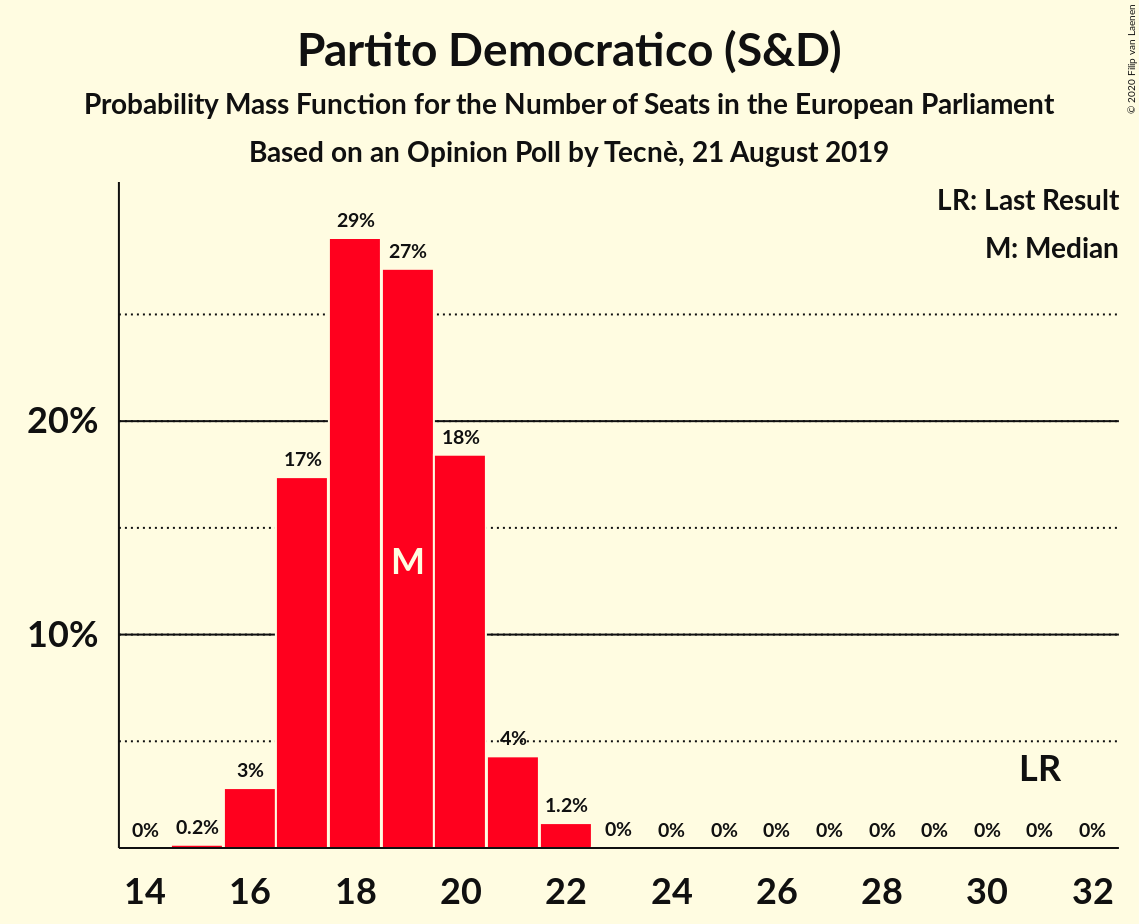 Partito Democratico (S&D)
Probability Mass Function for the Number of Seats in the European Parliament
Based on an Opinion Poll by Tecnè, 21 August 2019
© 2020 Filip van Laenen
LR: Last Result
M: Median
20%
10%
0%
0.2%
3%
17%
29%
27%
18%
4%
1.2%
0%
0%
0%
0%
0%
0%
0%
0%
0%
0%
M
LR
14 16 18 20 22 24 26 28 30 32